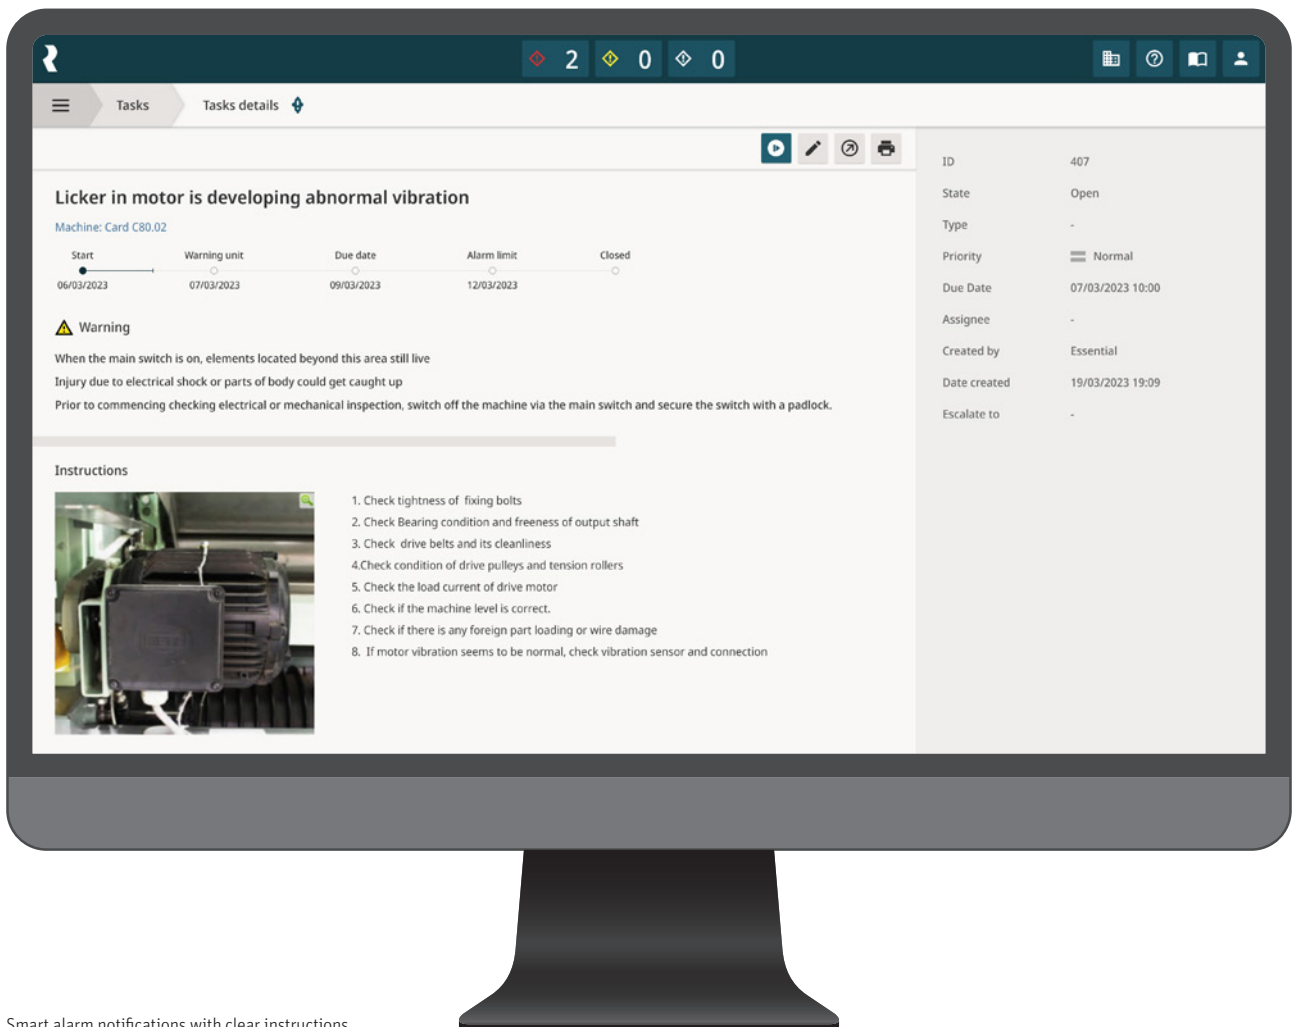 2 0 0
Tasks Tasks details
Licker in motor is developing abnormal vibration
Machine: Card C80.02
Start Warning unit Due date Alarm limit Closed
06/03/2023 07/03/2023 09/03/2023 12/03/2023
Warning
When the main switch is on, elements located beyond this area still live
Injury due to electrical shock or parts of body could get caught up
Prior to commencing checking electrical or mechanical inspection, switch off the machine via the main switch and secure the switch with a padlock.
Instructions
1. Check tightness of fixing bolts
2. Check Bearing condition and freeness of output shaft
3. Check drive belts and its cleanliness
4.Check condition of drive pulleys and tension rollers
5. Check the load current of drive motor
6. Check if the machine level is correct.
7. Check if there is any foreign part loading or wire damage
8. If motor vibration seems to be normal, check vibration sensor and connection
ID 407
State Open
Type -
Priority Normal
Due Date 07/03/2023 10:00
Assignee -
Created by Essential
Date created 19/03/2023 19:09
Escalate to -
Smart alarm notifications with clear instructions